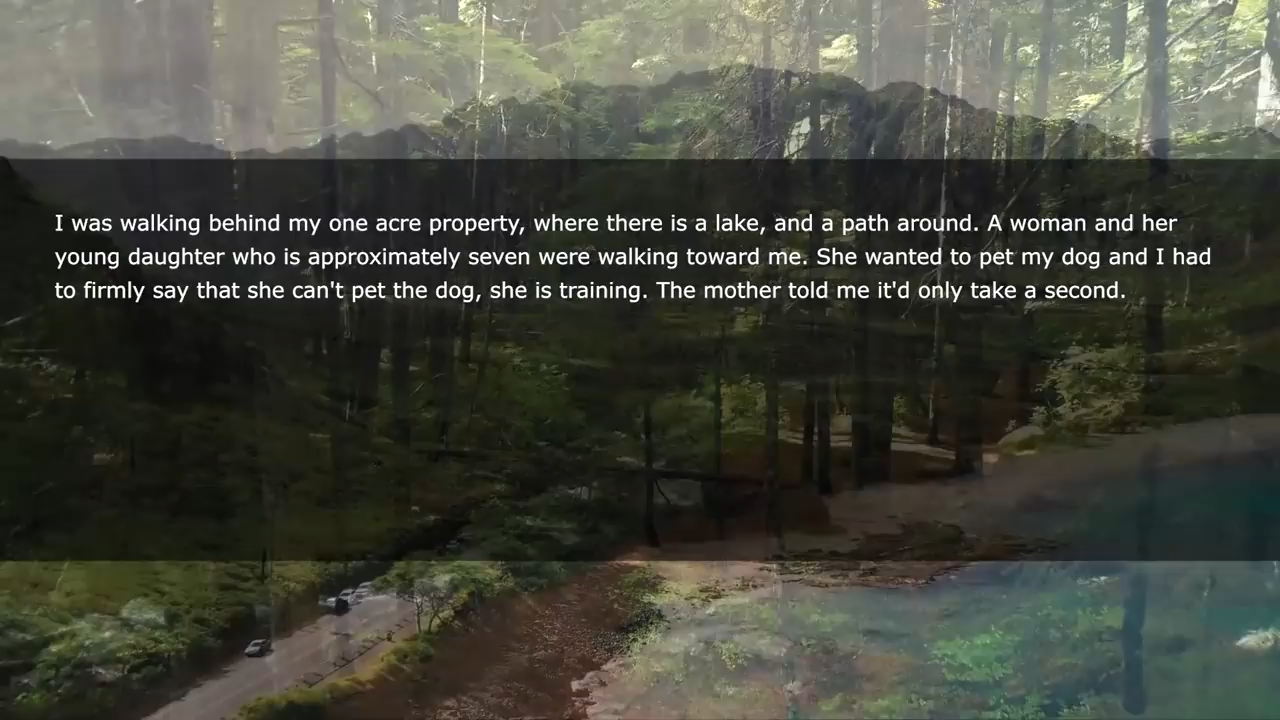 I was walking behind my one acre property, where there is a lake, and a path around. A woman and her
young daughter who is approximately seven were walking toward me. She wanted to pet my dog and I had
to firmly say that she can't pet the dog, she is training. The mother told me it'd only take a second.